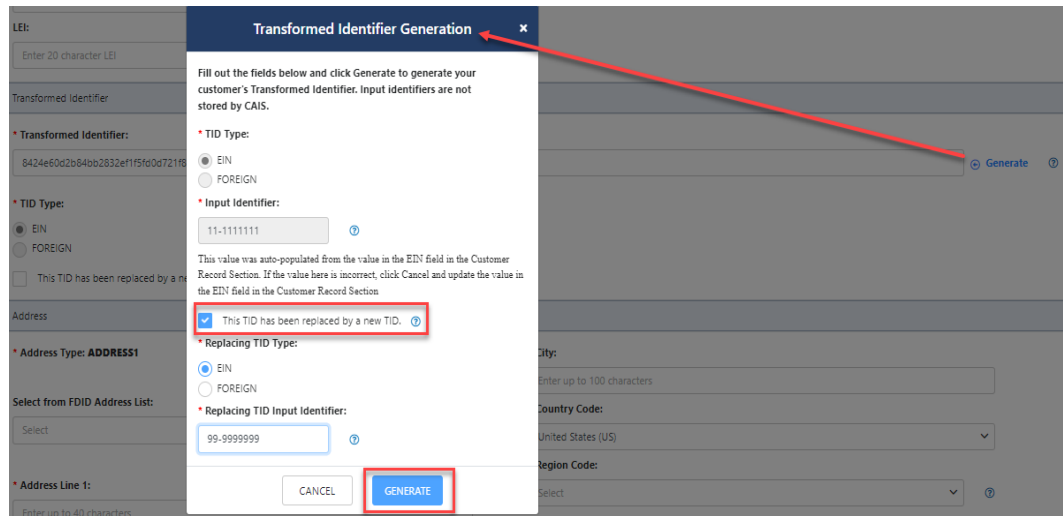 LEI:
Enter 20 character LEI
Transformed Identifier
* Transformed Identifier:
8424e60d2b84bb2832ef1f5fd0d721f8
Generate
* TID Type:
EIN
FOREIGN
This TID has been replaced by a ne
Address
* Address Type: ADDRESS1
Select from FDID Address List:
Select
* Address Line 1:
Enter up to 40 characters
Transformed Identifier Generation x
Fill out the fields below and click Generate to generate your
customer's Transformed Identifier. Input identifiers are not
stored by CAIS.
* TID Type:
EIN
FOREIGN
* Input Identifier:
11-1111111
This value was auto-populated from the value in the EIN field in the Customer
Record Section. If the value here is incorrect, click Cancel and update the value in
the EIN field in the Customer Record Section
This TID has been replaced by a new TID.
* Replacing TID Type:
EIN
FOREIGN
* Replacing TID Input Identifier:
99-9999999
CANCEL GENERATE
City:
Enter up to 100 characters
Country Code:
United States (US)
Region Code:
Select